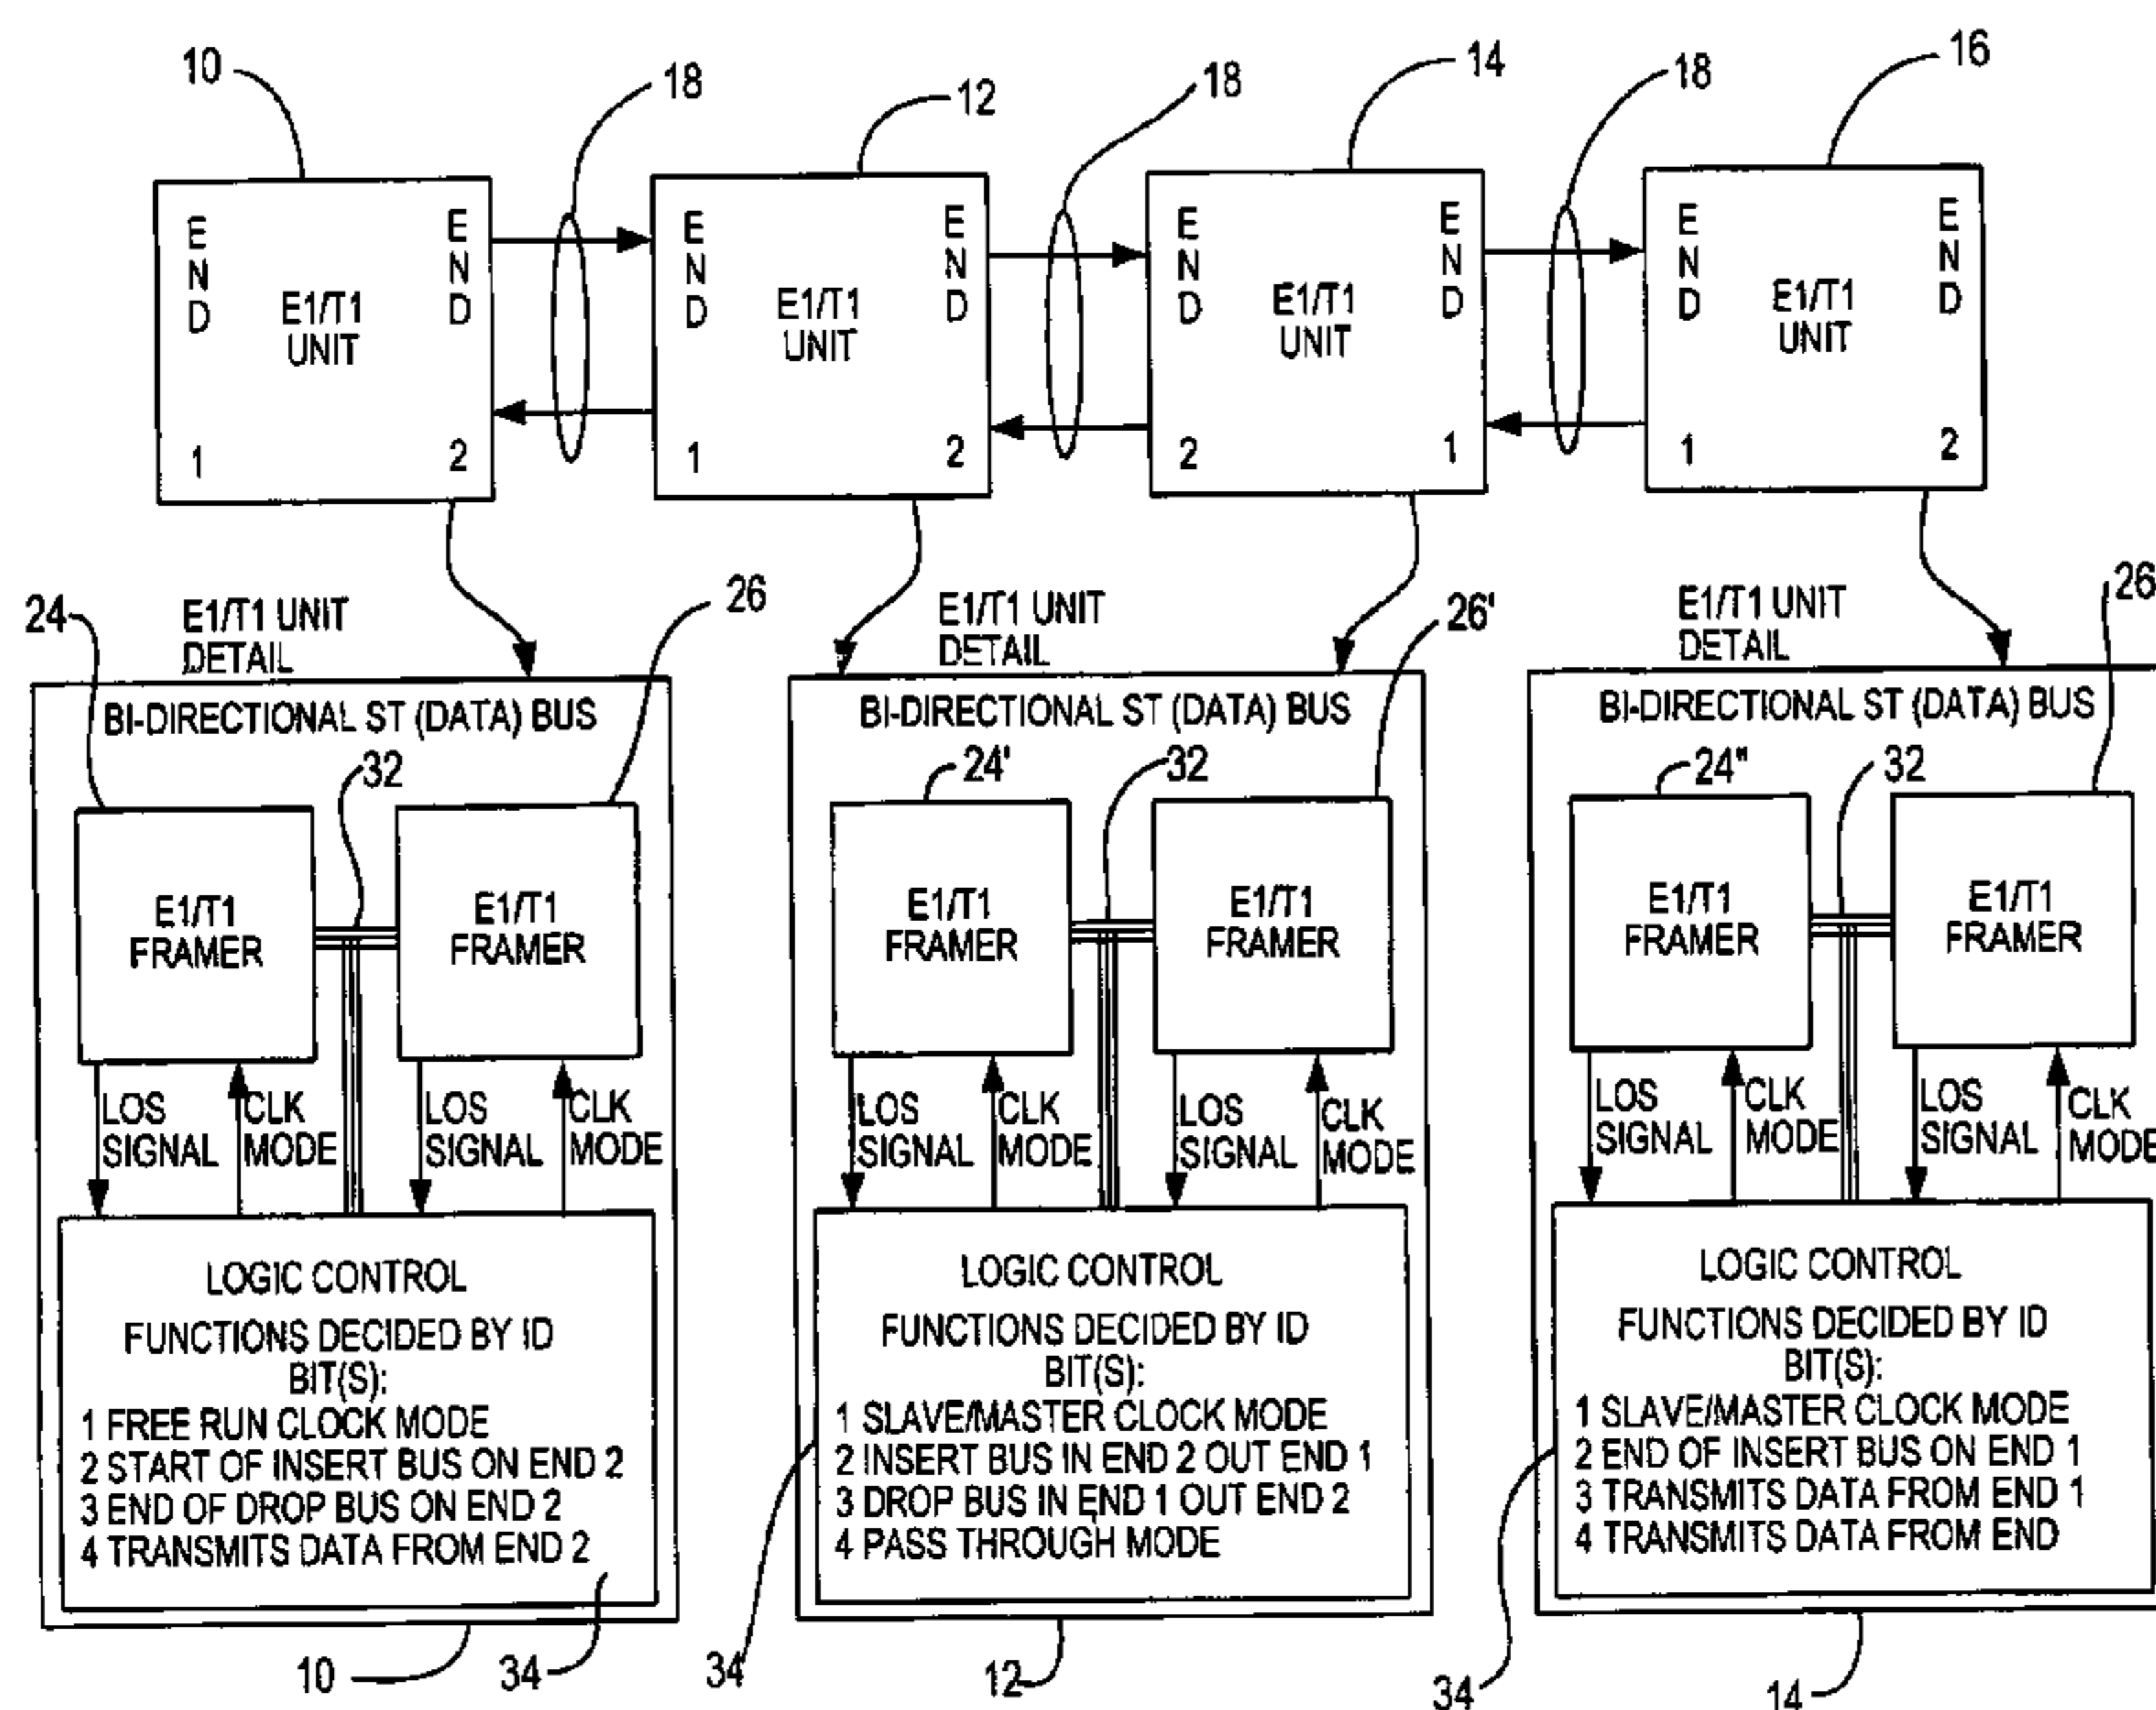 10
18
12
18
14
18
16
END 1
E1/T1
UNIT
END 2
END 1
E1/T1
UNIT
END 2
END 2
E1/T1
UNIT
END 1
END 1
E1/T1
UNIT
END 2
24
E1/T1 UNIT
DETAIL
26
BI-DIRECTIONAL ST (DATA) BUS
32
E1/T1
FRAMER
E1/T1
FRAMER
LOS
SIGNAL
CLK
MODE
LOS
SIGNAL
CLK
MODE
LOGIC CONTROL
FUNCTIONS DECIDED BY ID
BIT(S):
1 FREE RUN CLOCK MODE
2 START OF INSERT BUS ON END 2
3 END OF DROP BUS ON END 2
4 TRANSMITS DATA FROM END 2
10
34
E1/T1 UNIT
DETAIL
26'
BI-DIRECTIONAL ST (DATA) BUS
24'
32
E1/T1
FRAMER
E1/T1
FRAMER
LOS
SIGNAL
CLK
MODE
LOS
SIGNAL
CLK
MODE
LOGIC CONTROL
FUNCTIONS DECIDED BY ID
BIT(S):
1 SLAVE/MASTER CLOCK MODE
2 INSERT BUS IN END 2 OUT END 1
3 DROP BUS IN END 1 OUT END 2
4 PASS THROUGH MODE
34
12
E1/T1 UNIT
DETAIL
26
BI-DIRECTIONAL ST (DATA) BUS
24"
32
E1/T1
FRAMER
E1/T1
FRAMER
LOS
SIGNAL
CLK
MODE
LOS
SIGNAL
CLK
MODE
LOGIC CONTROL
FUNCTIONS DECIDED BY ID
BIT(S):
1 SLAVE/MASTER CLOCK MODE
2 END OF INSERT BUS ON END 1
3 TRANSMITS DATA FROM END 1
4 TRANSMITS DATA FROM END
34
14